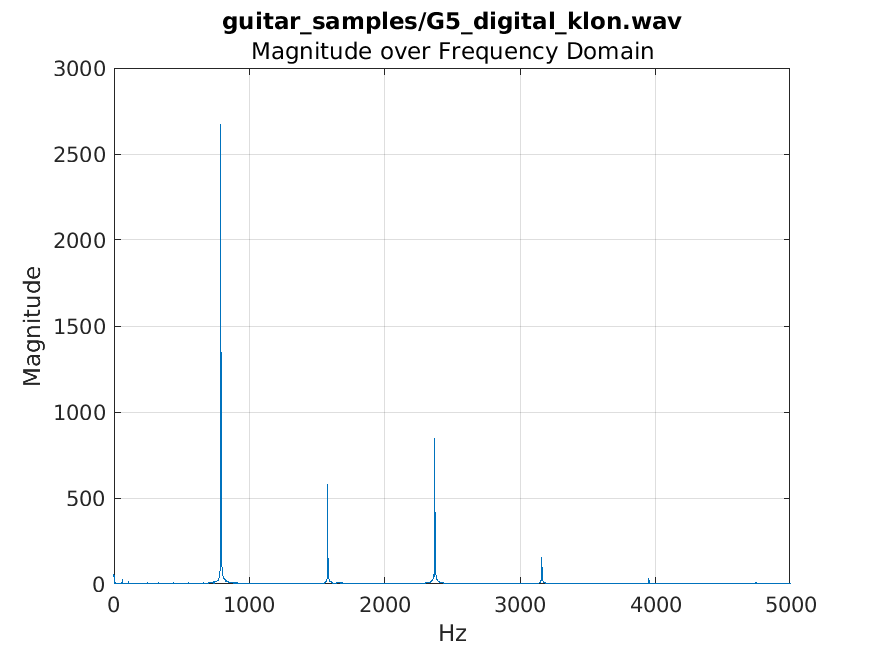 guitar_samples/G5_digital_klon.wav
Magnitude over Frequency Domain
3000
2500
2000
1500
1000
500
0
Magnitude
0 1000 2000 3000 4000 5000
Hz